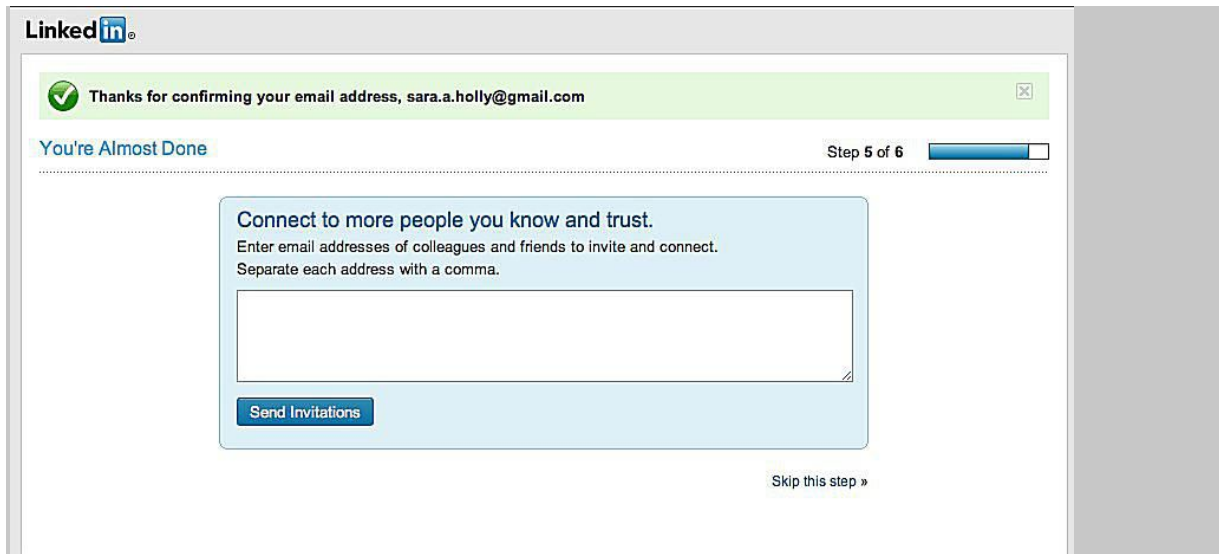 Linked in ®
Thanks for confirming your email address, sara.a.holly@gmail.com
You're Almost Done
Step 5 of 6
Connect to more people you know and trust.
Enter email addresses of colleagues and friends to invite and connect.
Separate each address with a comma.
Send Invitations
Skip this step »